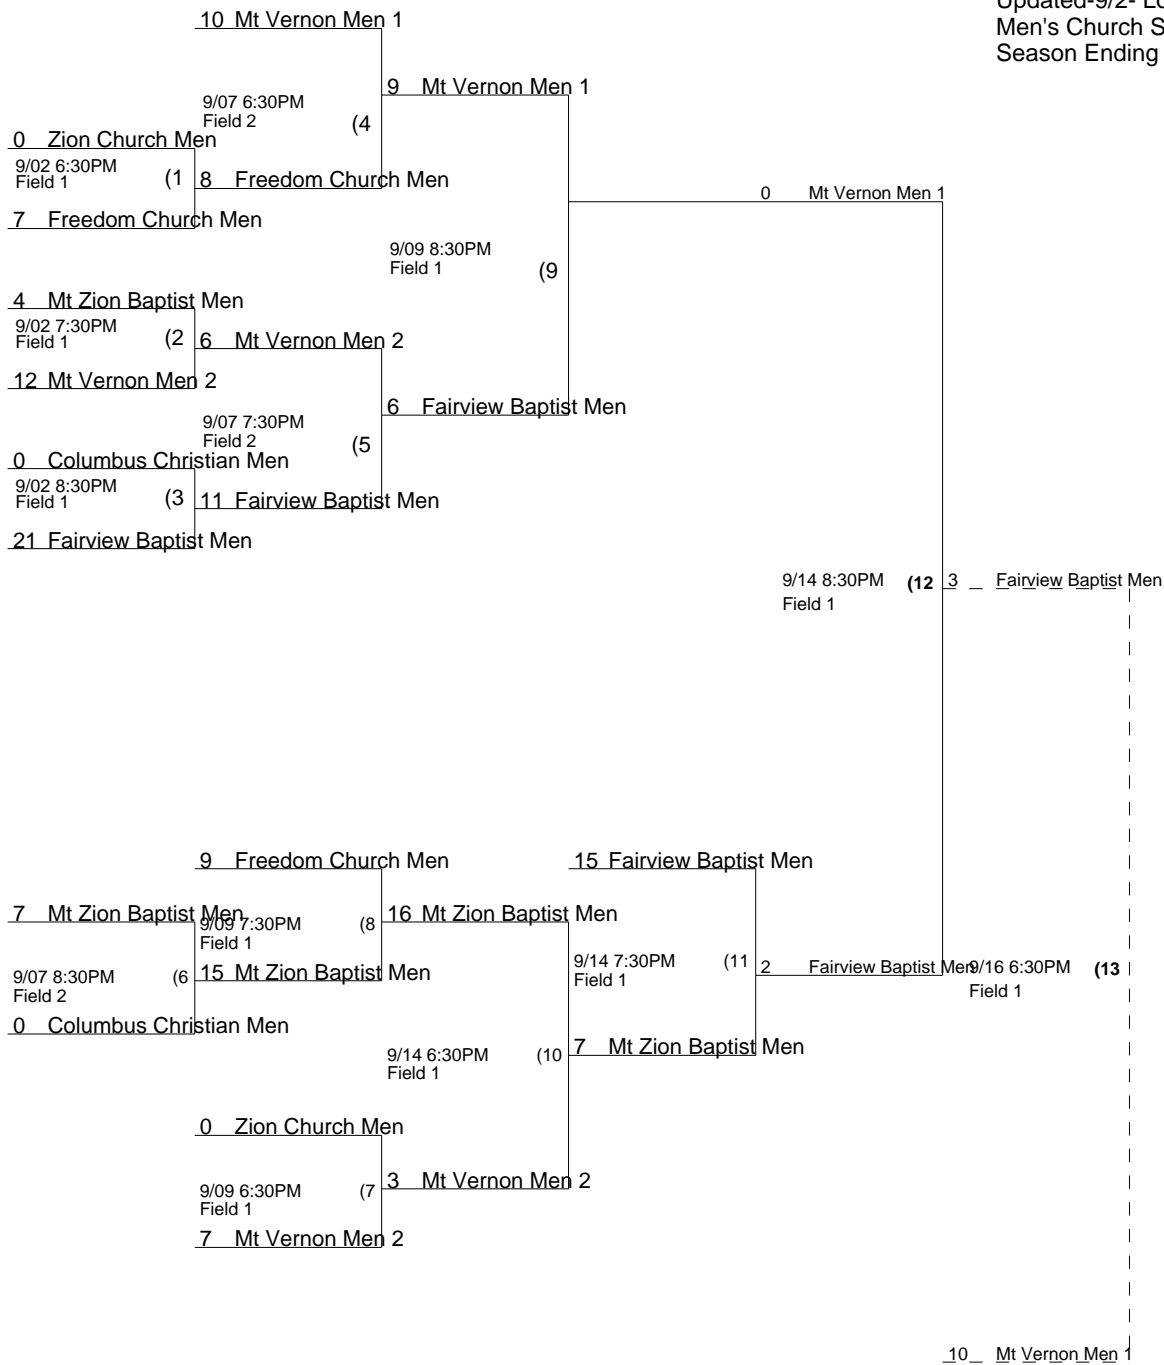 Men's Church S
Season Ending
10 Mt Vernon Men 1
9 Mt Vernon Men 1
9/07 6:30PM
Field 2
(4
0 Zion Church Men
9/02 6:30PM
Field 1
(1
8 Freedom Church Men
7 Freedom Church Men
0 Mt Vernon Men 1
9/09 8:30PM
Field 1
(9
4 Mt Zion Baptist Men
9/02 7:30PM
Field 1
(2
6 Mt Vernon Men 2
12 Mt Vernon Men 2
6 Fairview Baptist Men
9/07 7:30PM
Field 2
(5
0 Columbus Christian Men
9/02 8:30PM
Field 1
(3
11 Fairview Baptist Men
21 Fairview Baptist Men
9/14 8:30PM
Field 1
(12
3 Fairview Baptist Men
9 Freedom Church Men
15 Fairview Baptist Men
7 Mt Zion Baptist Men
9/09 7:30PM
Field 1
(8
16 Mt Zion Baptist Men
9/07 8:30PM
Field 2
(6
15 Mt Zion Baptist Men
9/14 7:30PM
Field 1
(11
2 Fairview Baptist Men
9/16 6:30PM
Field 1
(13
0 Columbus Christian Men
9/14 6:30PM
Field 1
(10
7 Mt Zion Baptist Men
0 Zion Church Men
9/09 6:30PM
Field 1
(7
3 Mt Vernon Men 2
7 Mt Vernon Men 2
10 Mt Vernon Men 1